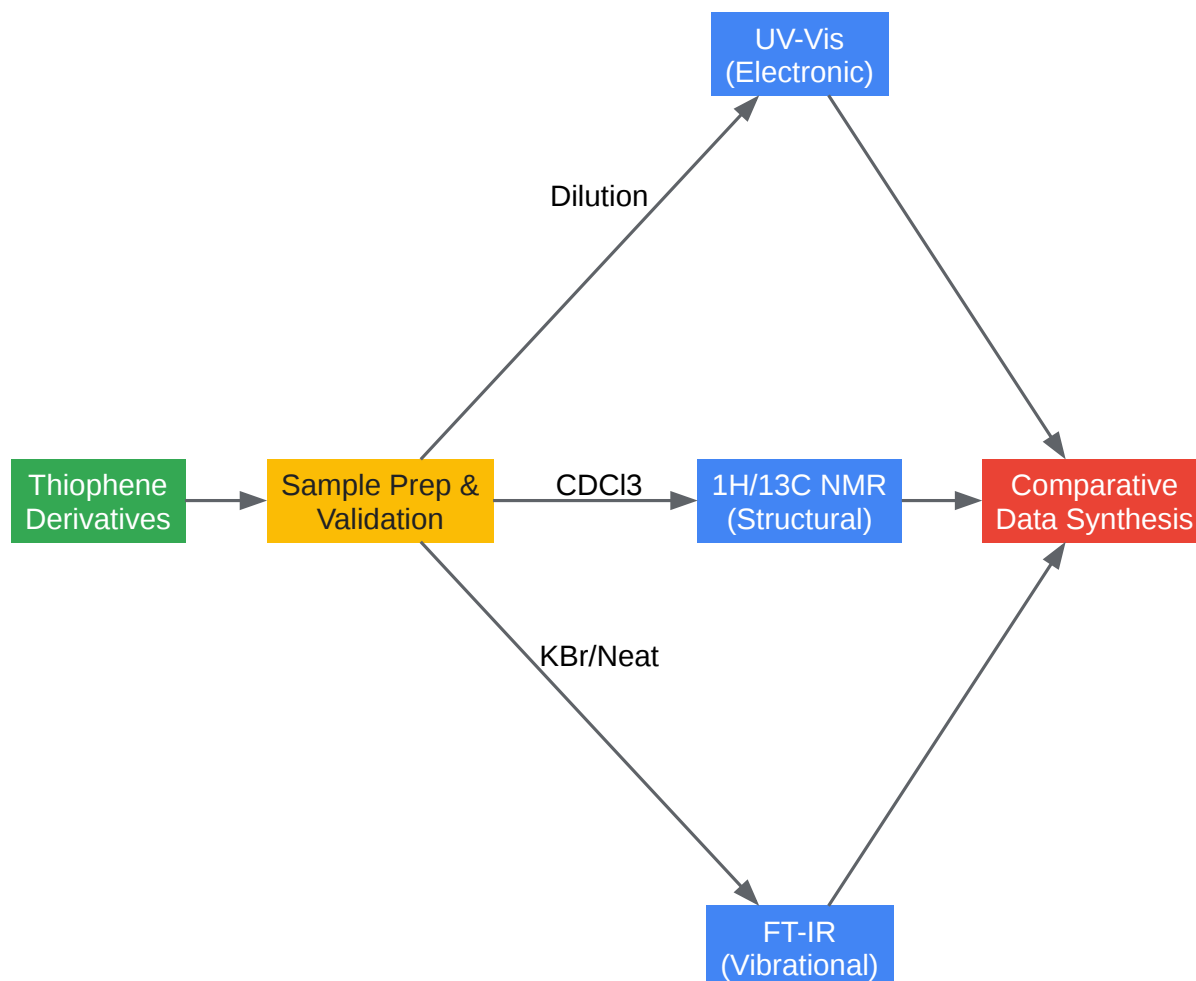 UV-Vis
(Electronic)
Dilution
Thiophene
Derivatives
Sample Prep &
Validation
CDCl3
1H/13C NMR
(Structural)
Comparative
Data Synthesis
KBr/Neat
FT-IR
(Vibrational)